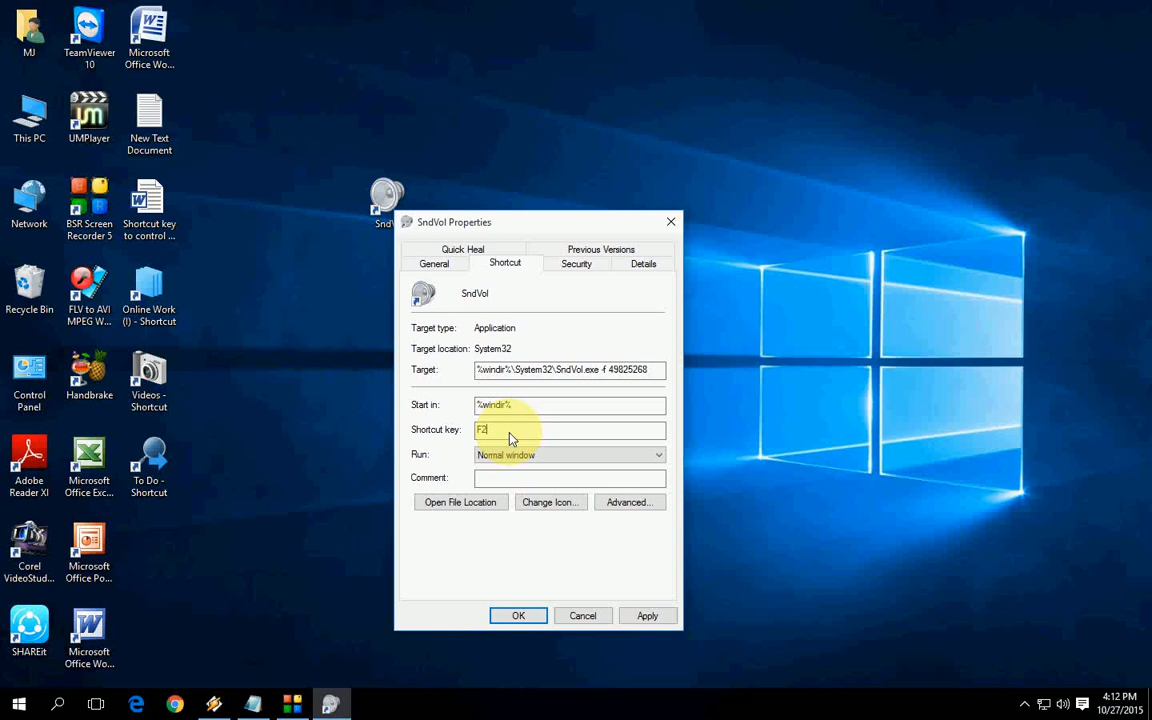 MJ
TeamViewer
10
Microsoft
Office Wo...
This PC
UMPlayer
New Text
Document
Network
BSR Screen
Recorder 5
Shortcut key
to control ...
Recycle Bin
FLV to AVI
MPEG W...
Online Work
(I) - Shortcut
Control
Panel
Handbrake
Videos -
Shortcut
Adobe
Reader XI
Microsoft
Office Exc...
To Do -
Shortcut
Corel
VideoStud...
Microsoft
Office Po...
SHAREit
Microsoft
Office Wo...
SndVol Properties
Quick Heal
Previous Versions
General
Shortcut
Security
Details
SndVol
Target type: Application
Target location: System32
Target: %windir%\System32\SndVol.exe -f 49825268
Start in: %windir%
Shortcut key: F2
Run: Normal window
Comment:
Open File Location
Change Icon...
Advanced...
OK
Cancel
Apply
4:12 PM
10/27/2015